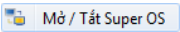 Mở / Tắt Super OS